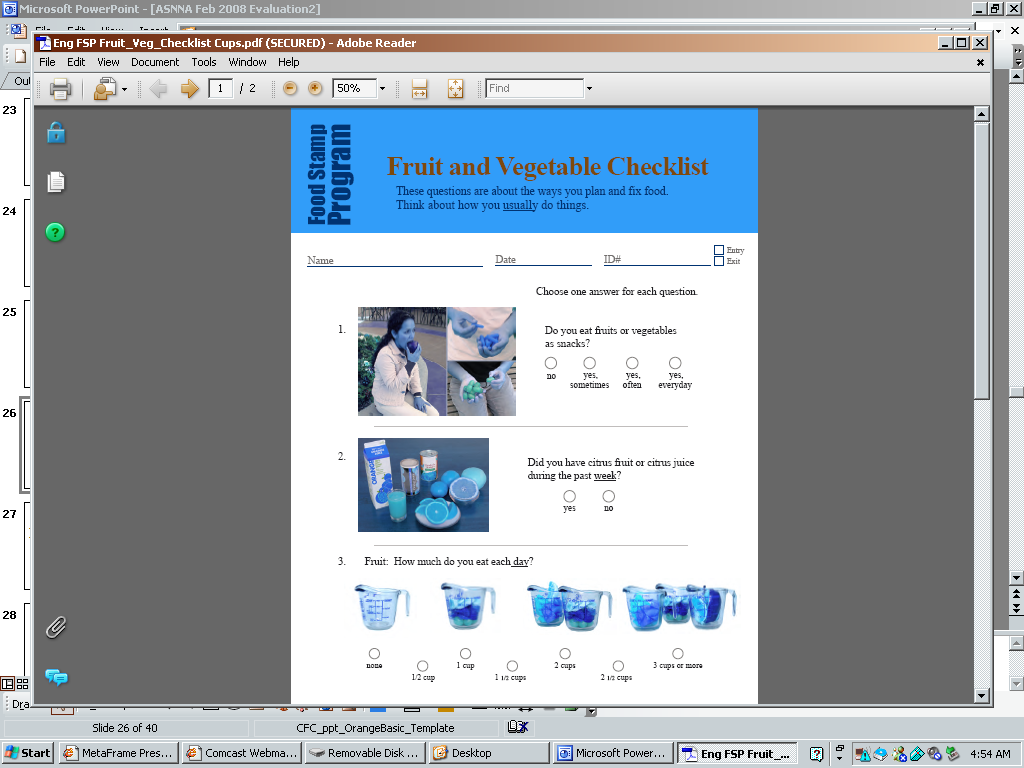 Microsoft PowerPoint - [ASNNA Feb 2008 Evaluation2]
Eng FSP Fruit_Veg_Checklist Cups.pdf (SECURED) - Adobe Reader
File Edit View Document Tools Window Help
1 / 2 50% Find
Out
23
24
25
26
27
28
Food Stamp
Program
Fruit and Vegetable Checklist
These questions are about the ways you plan and fix food.
Think about how you usually do things.
Name Date ID#
Entry
Exit
Choose one answer for each question.
1.
Do you eat fruits or vegetables
as snacks?
no yes, yes, yes,
sometimes often everyday
2.
ORANGE
Did you have citrus fruit or citrus juice
during the past week?
yes no
3. Fruit: How much do you eat each day?
none 1 cup 2 cups 3 cups or more
1/2 cup 1 1/2 cups 2 1/2 cups
Dra
Slide 26 of 40 CFC_ppt_OrangeBasic_Template
Start MetaFrame Pres... Comcast Webma... Removable Disk ... Desktop Microsoft Power... Eng FSP Fruit_... 4:54 AM